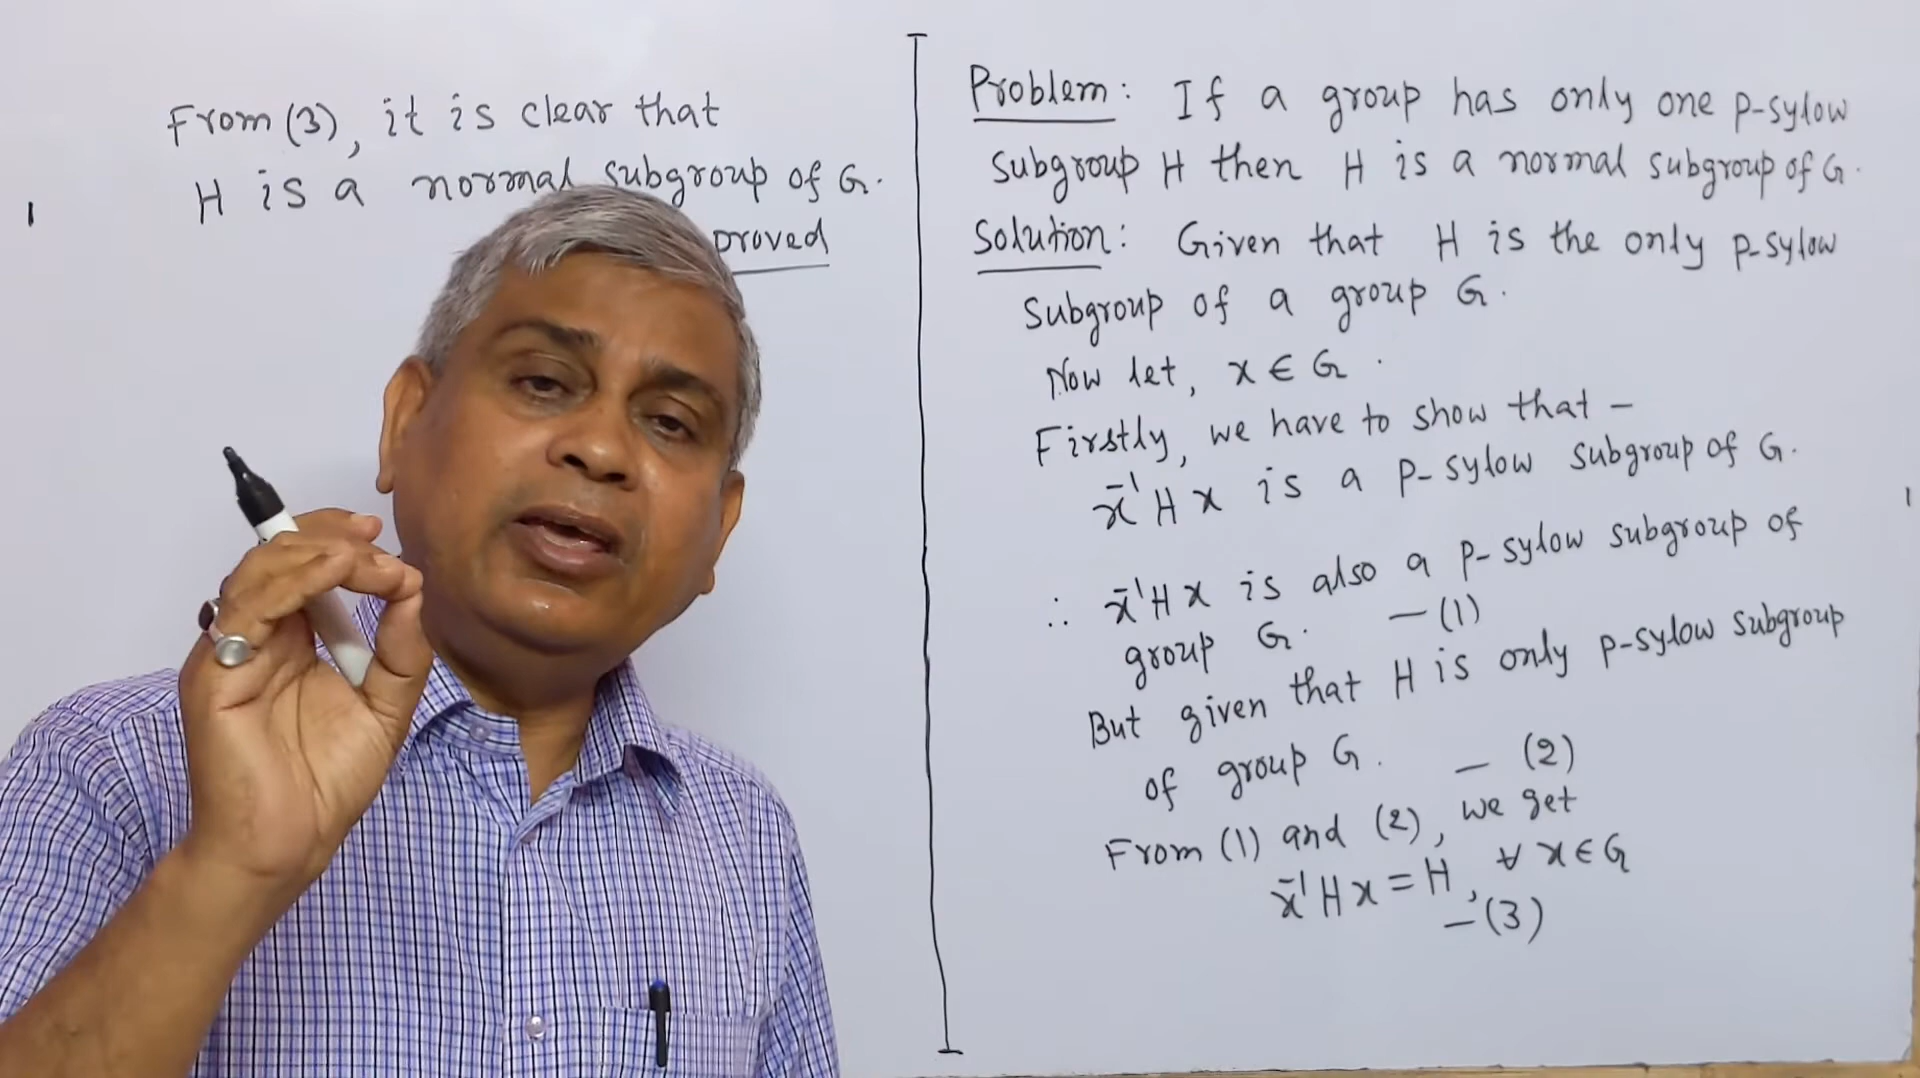 From (3), it is clear that
H is a normal subgroup of G.
proved
Problem: If a group has only one p-sylow
subgroup H then H is a normal subgroup of G.
Solution: Given that H is the only p-sylow
subgroup of a group G.
Now let, x ∈ G.
Firstly, we have to show that –
x⁻¹Hx is a p-sylow subgroup of G.
∴ x⁻¹Hx is also a p-sylow subgroup of
group G. — (1)
But given that H is only p-sylow subgroup
of group G. — (2)
From (1) and (2), we get
x⁻¹Hx = H, ∀ x ∈ G
— (3)